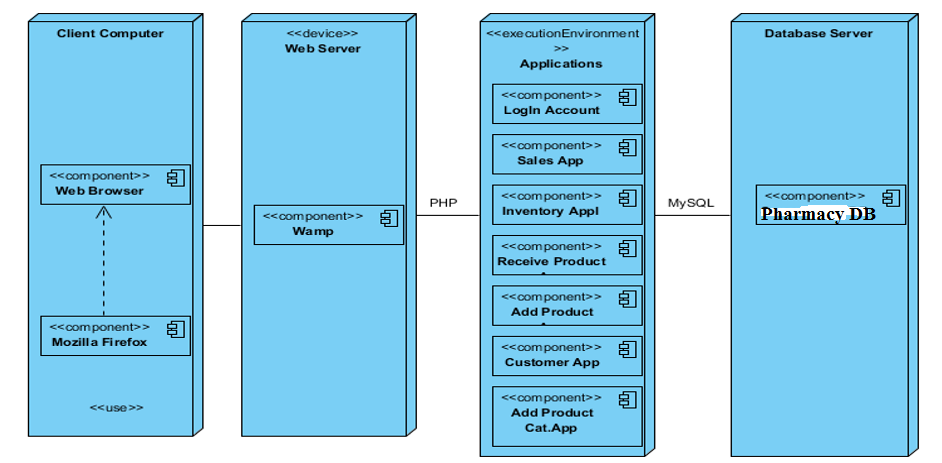 Client Computer
<<component>>
Web Browser
<<component>>
Mozilla Firefox
<<use>>
<<device>>
Web Server
<<component>>
Wamp
PHP
<<executionEnvironment
>>
Applications
<<component>>
LogIn Account
<<component>>
Sales App
<<component>>
Inventory Appl
<<component>>
Receive Product
<<component>>
Add Product
<<component>>
Customer App
<<component>>
Add Product
Cat.App
MySQL
Database Server
<<component>>
Pharmacy DB